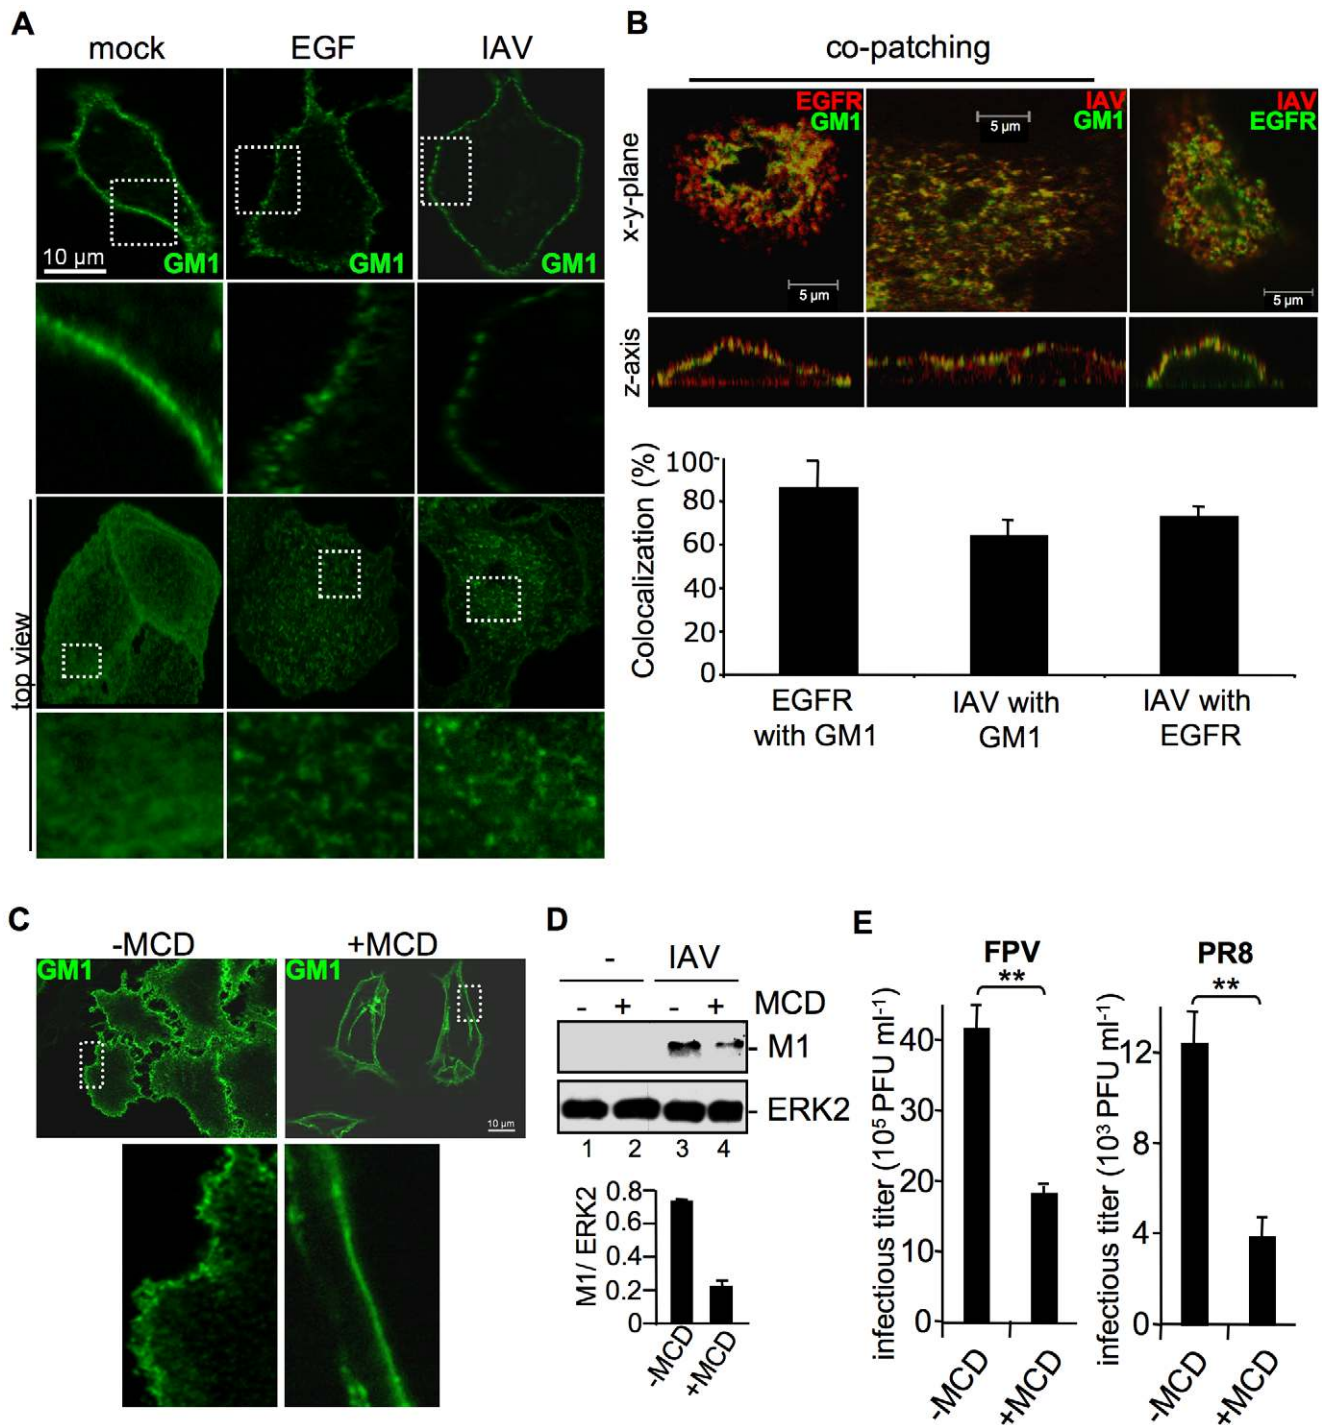 A
mock EGF IAV
10 µm
GM1 GM1 GM1
top view
B
co-patching
EGFR
GM1
IAV
GM1
IAV
EGFR
5 µm
5 µm
5 µm
x-y-plane
z-axis
Colocalization (%)
100
80
60
40
20
0
EGFR
with GM1
IAV with
GM1
IAV with
EGFR
C
-MCD +MCD
GM1 GM1
10 µm
D
- IAV
- + - + MCD
- M1
- ERK2
1 2 3 4
M1/ ERK2
0.8
0.6
0.4
0.2
0
-MCD
+MCD
E
FPV
**
infectious titer (10⁵ PFU ml⁻¹)
40
30
20
10
0
-MCD
+MCD
PR8
**
infectious titer (10³ PFU ml⁻¹)
12
8
4
0
-MCD
+MCD